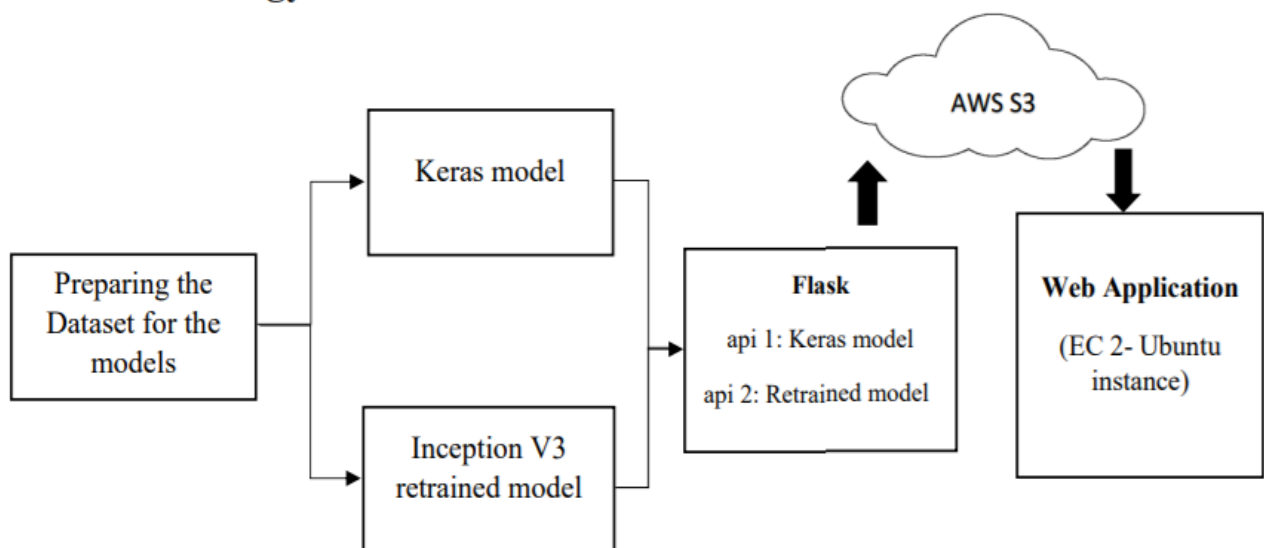 gy
AWS S3
Keras model
Preparing the
Dataset for the
models
Flask
api 1: Keras model
api 2: Retrained model
Web Application
(EC 2- Ubuntu
instance)
Inception V3
retrained model